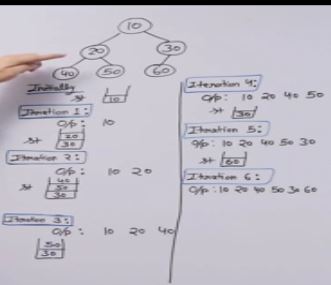 10
20 30
40 50 60
Initially
st 10
Iteration 1:
O/p: 10
st 20
30
Iteration 2:
O/p: 10 20
st 40
50
30
Iteration 3:
O/p: 10 20 40
50
30
Iteration 4:
O/p: 10 20 40 50
st 30
Iteration 5:
O/p: 10 20 40 50 30
st 60
Iteration 6:
O/p: 10 20 40 50 30 60